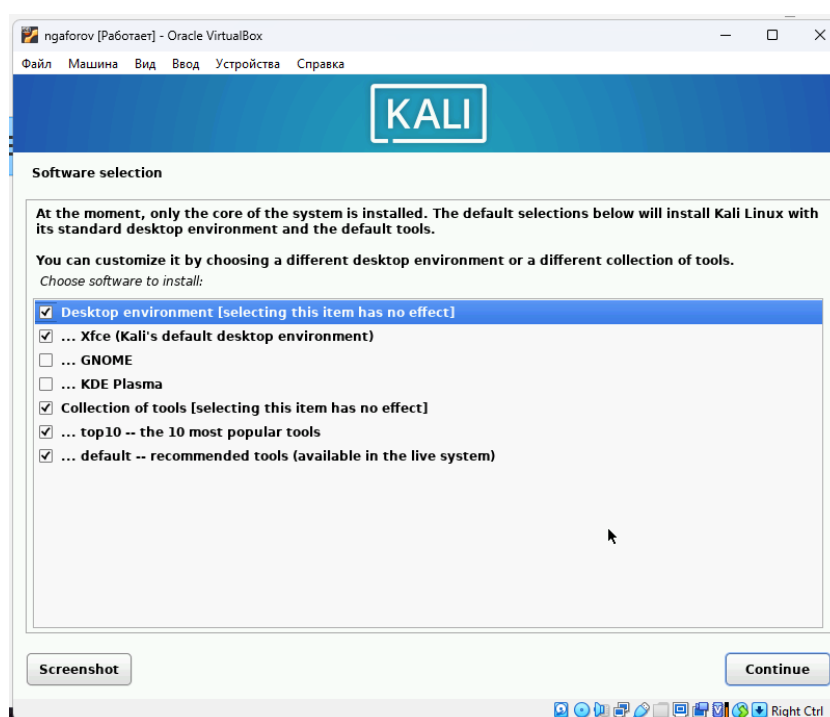 ngaforov [Работает] - Oracle VirtualBox
Файл Машина Вид Ввод Устройства Справка
KALI
Software selection
At the moment, only the core of the system is installed. The default selections below will install Kali Linux with
its standard desktop environment and the default tools.
You can customize it by choosing a different desktop environment or a different collection of tools.
Choose software to install:
Desktop environment [selecting this item has no effect]
... Xfce (Kali's default desktop environment)
... GNOME
... KDE Plasma
Collection of tools [selecting this item has no effect]
... top10 -- the 10 most popular tools
... default -- recommended tools (available in the live system)
Screenshot
Continue
Right Ctrl